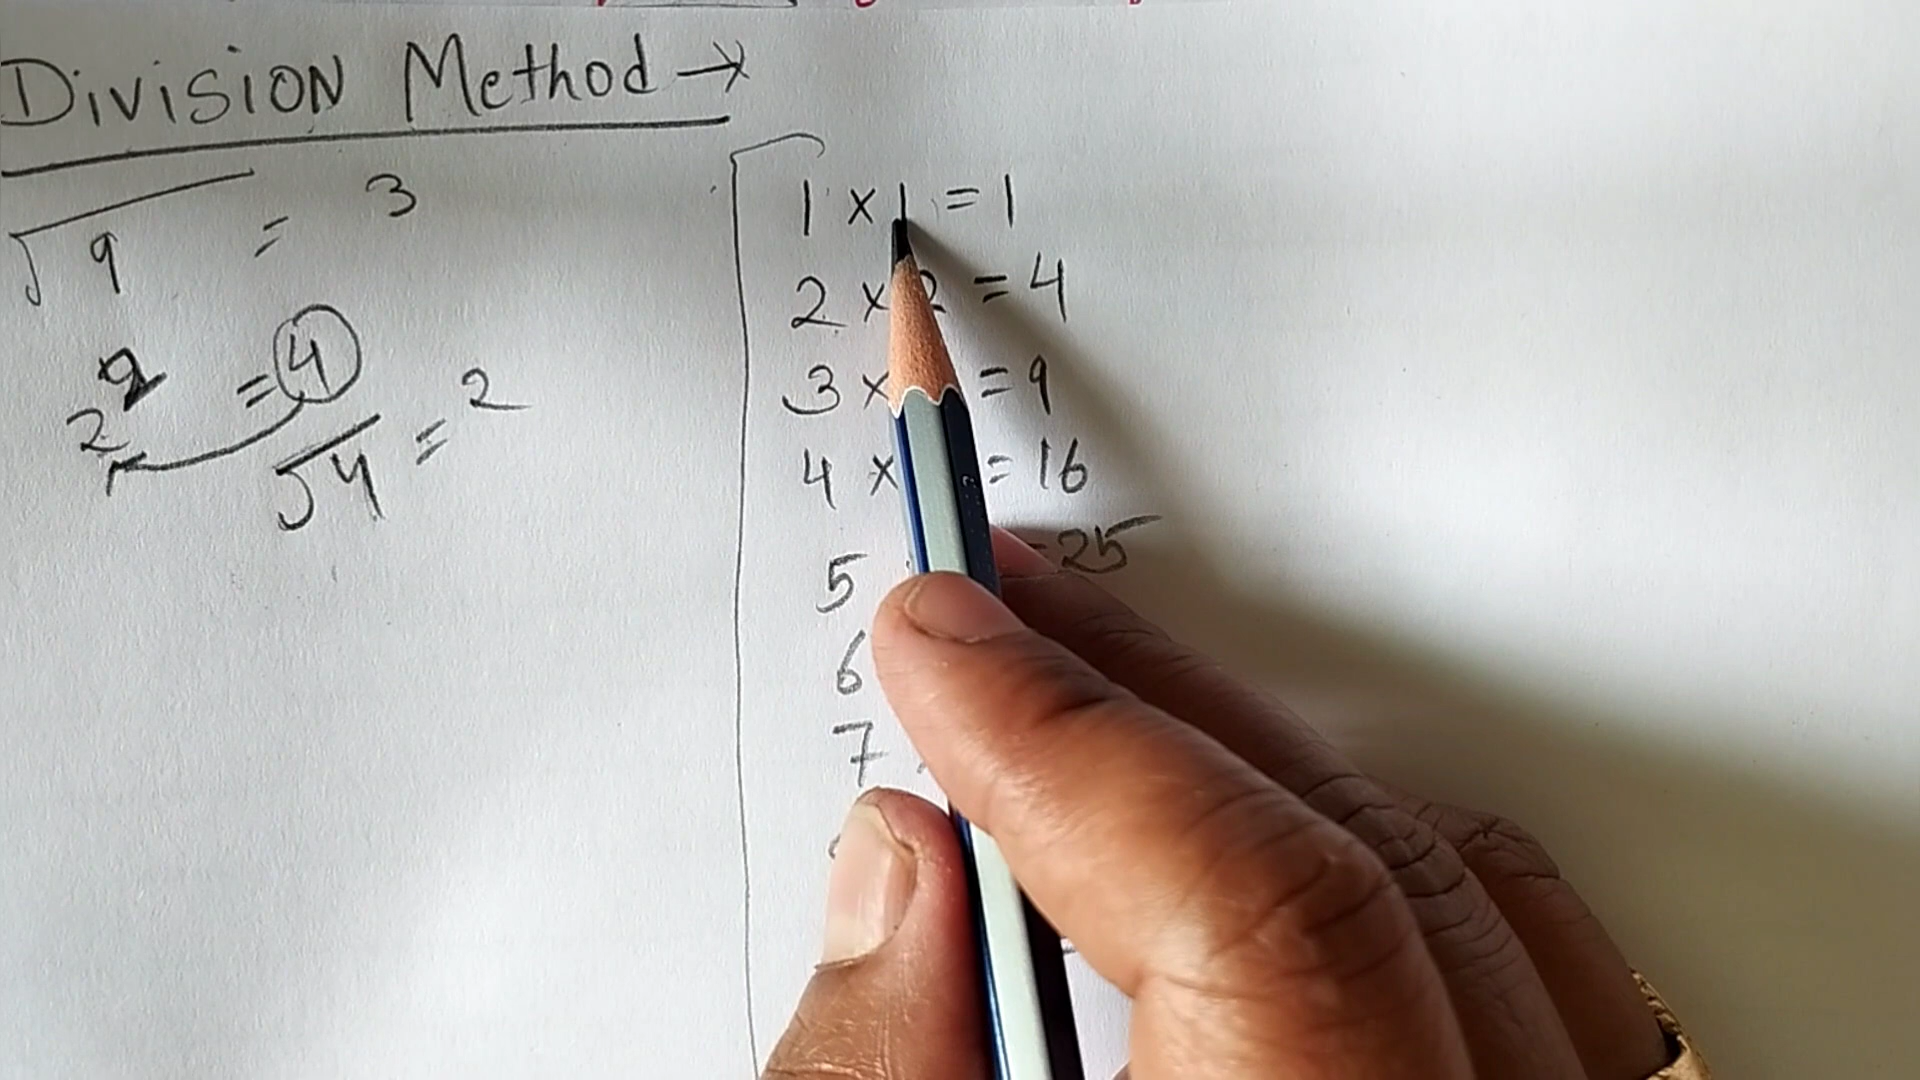 Division Method →
√9 = 3
2² = 4
√4 = 2
1 × 1 = 1
2 × 2 = 4
3 × = 9
4 × = 16
5 = 25
6
7